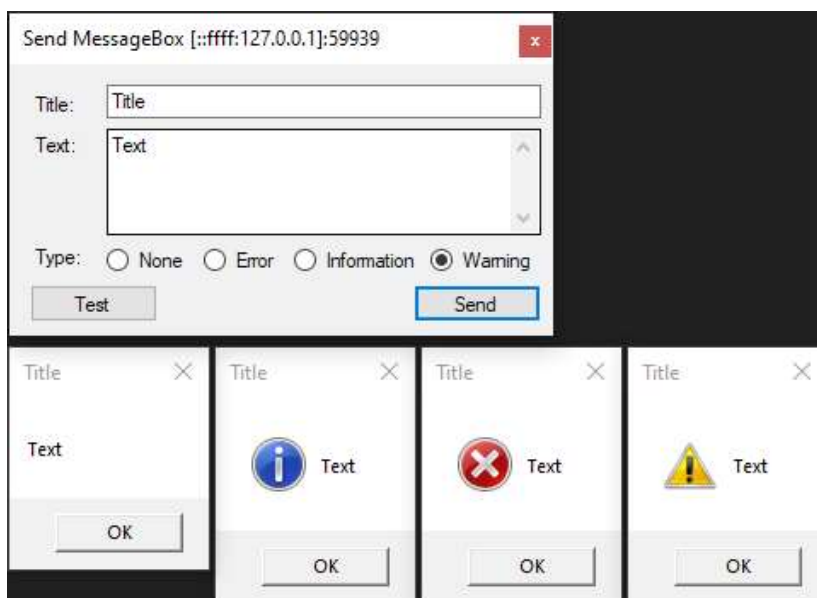 Send MessageBox [::ffff:127.0.0.1]:59939
x
Title: Title
Text: Text
Type: None Error Information Warning
Test Send
Title Title Title Title
Text Text Text Text
OK OK OK OK